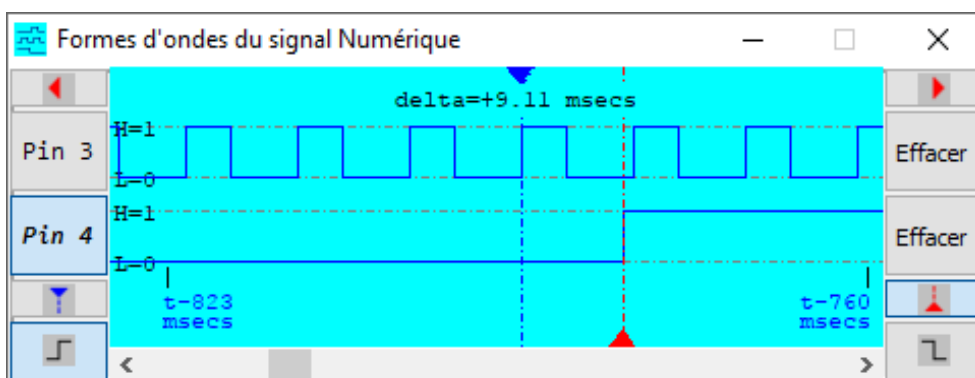 Formes d'ondes du signal Numérique
delta=+9.11 msecs
Pin 3
H=1
L=0
Effacer
Pin 4
H=1
L=0
Effacer
t-823
msecs
t-760
msecs